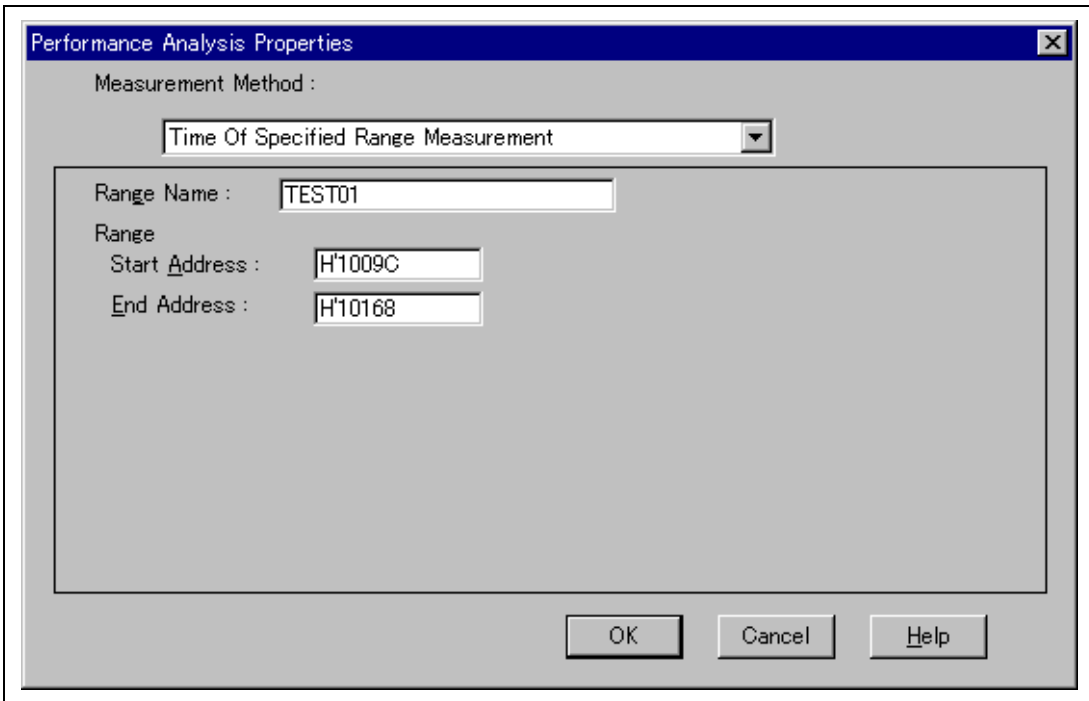 Performance Analysis Properties
Measurement Method :
Time Of Specified Range Measurement
Range Name : TEST01
Range
Start Address : H'1009C
End Address : H'10168
OK Cancel Help